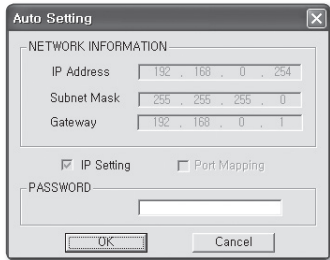 Auto Setting
NETWORK INFORMATION
IP Address 192 . 168 . 0 . 254
Subnet Mask 255 . 255 . 255 . 0
Gateway 192 . 168 . 0 . 1
IP Setting Port Mapping
PASSWORD
OK Cancel